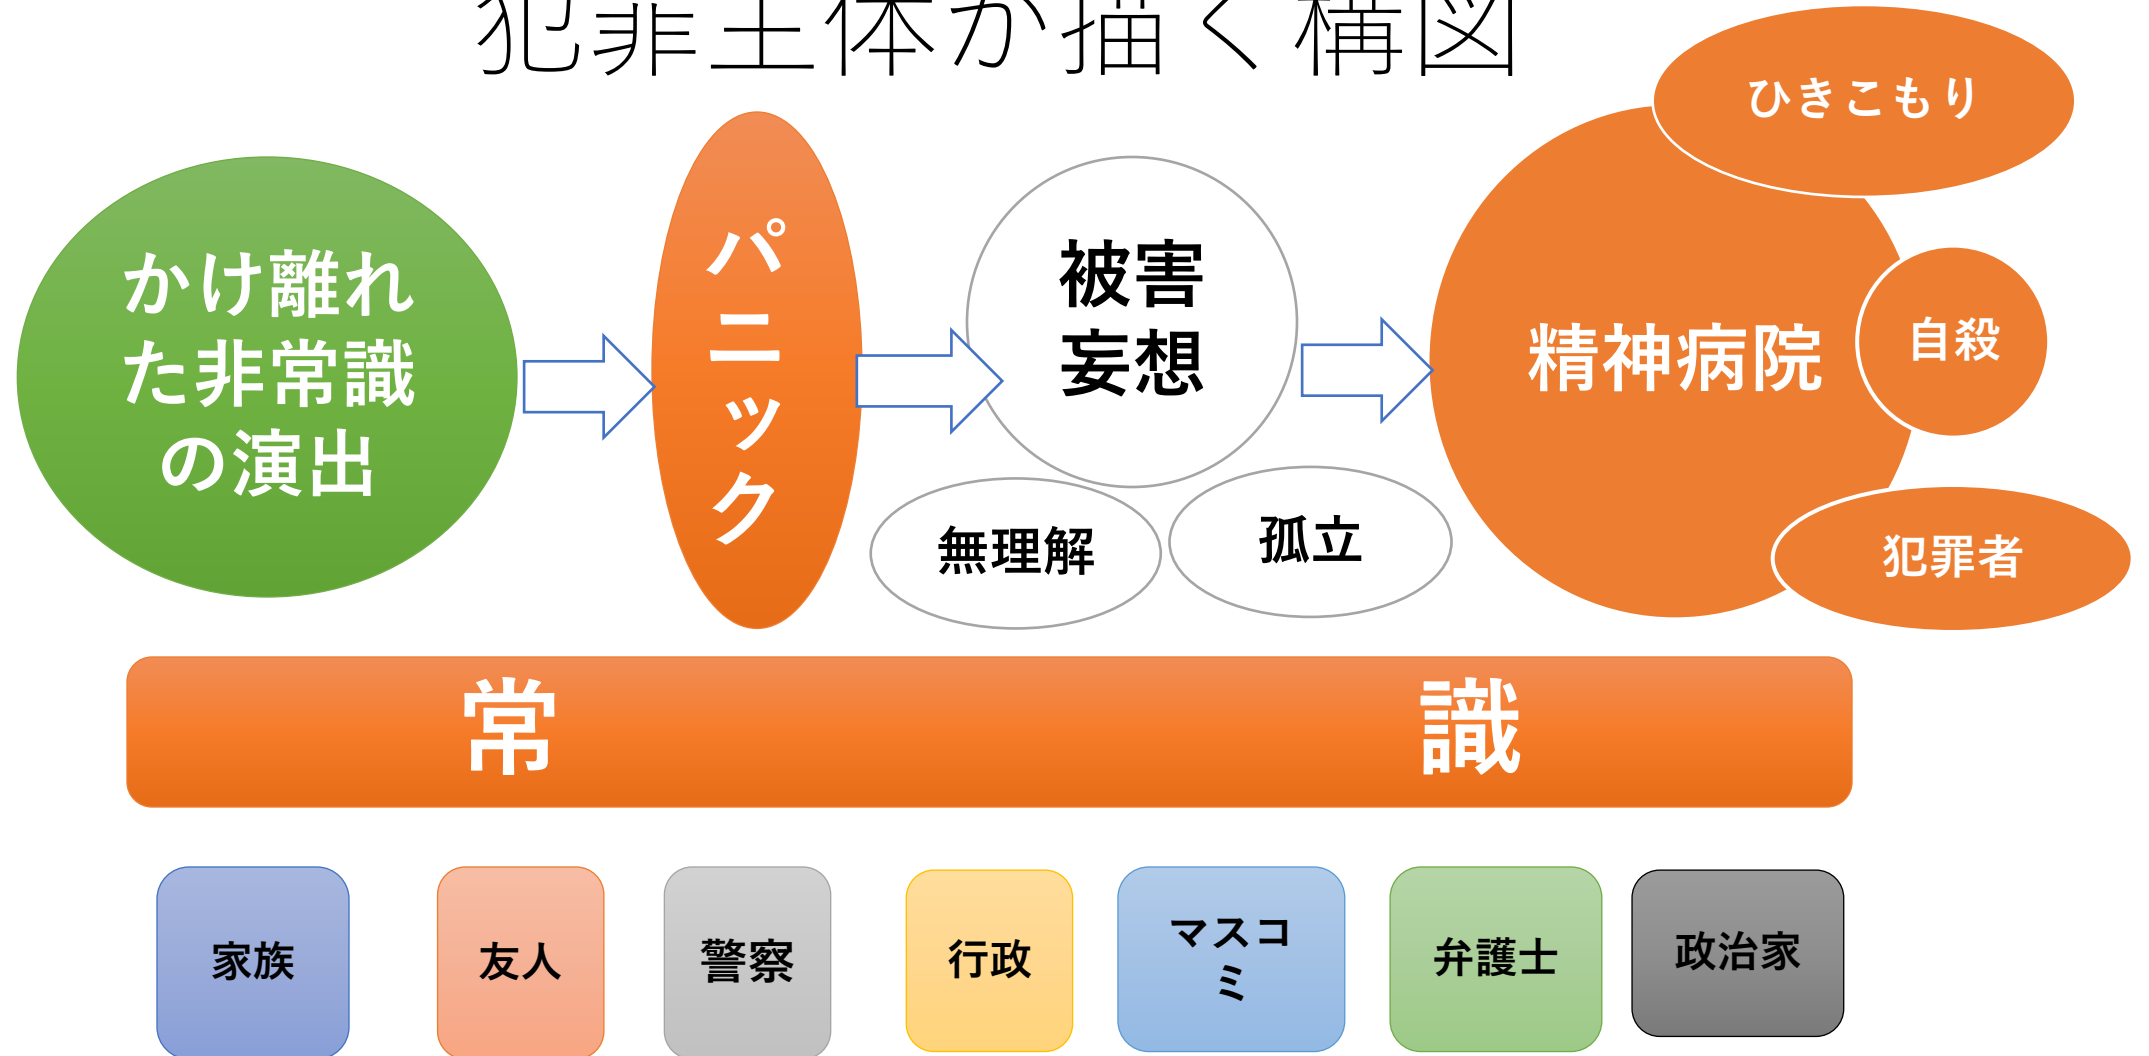 犯罪主体が描く構図
かけ離れ
た非常識
の演出
パニック
被害
妄想
無理解
孤立
精神病院
ひきこもり
自殺
犯罪者
常 識
家族
友人
警察
行政
マスコ
ミ
弁護士
政治家